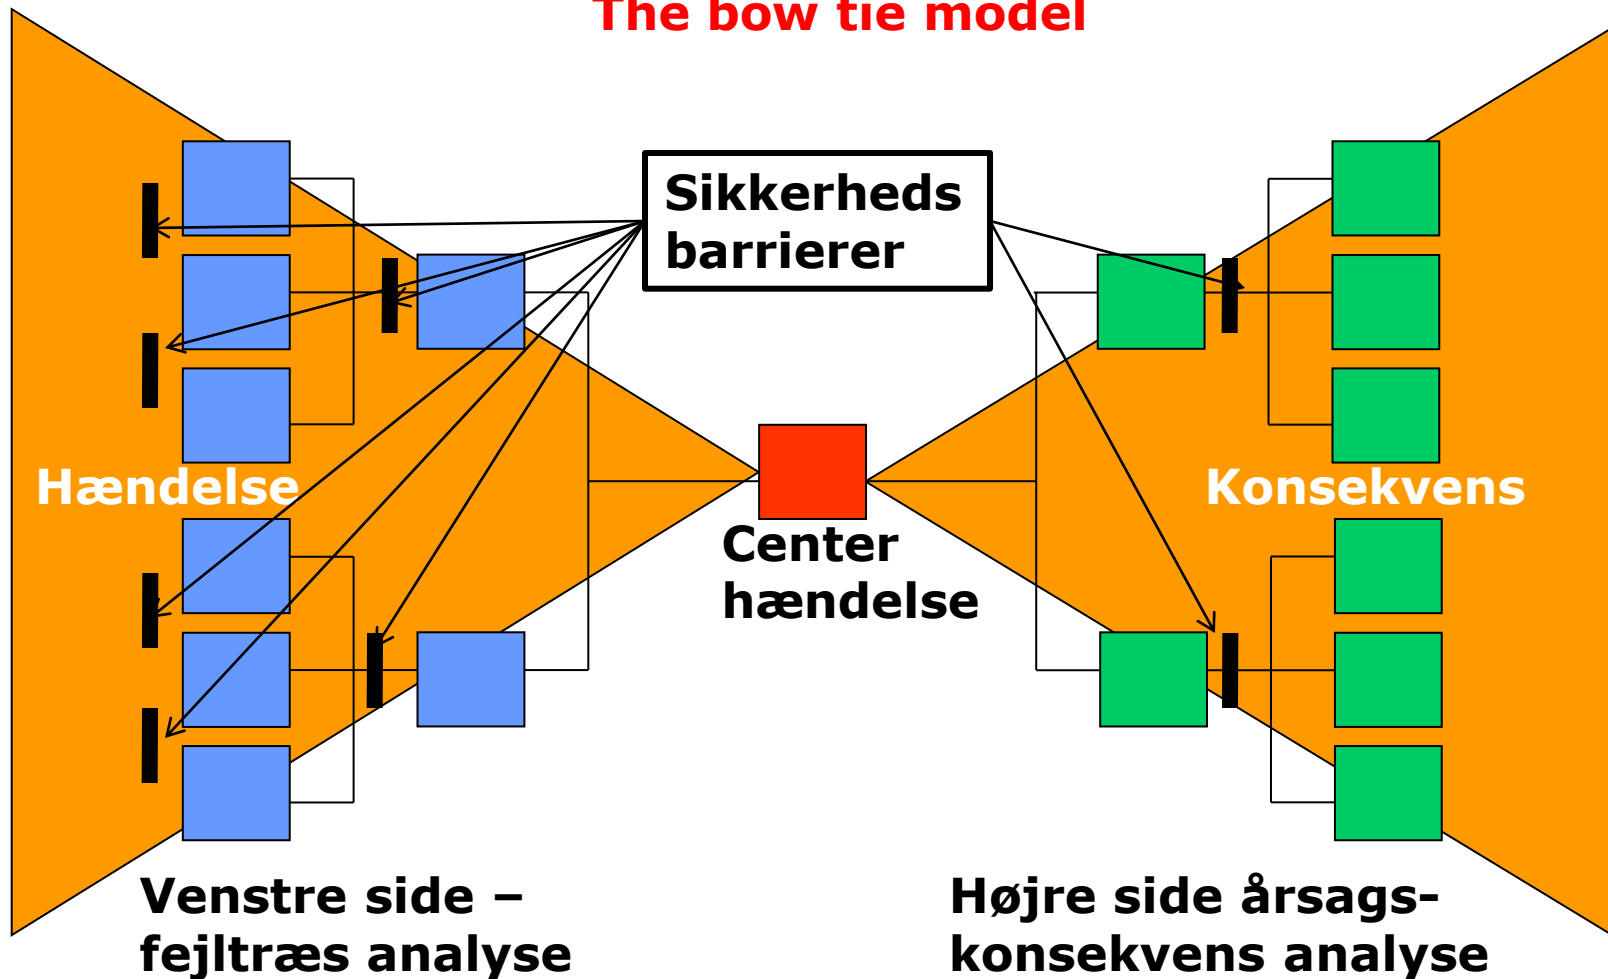 The bow tie model
Sikkerheds
barrierer
Hændelse
Konsekvens
Center
hændelse
Venstre side –
fejltræs analyse
Højre side årsags-
konsekvens analyse